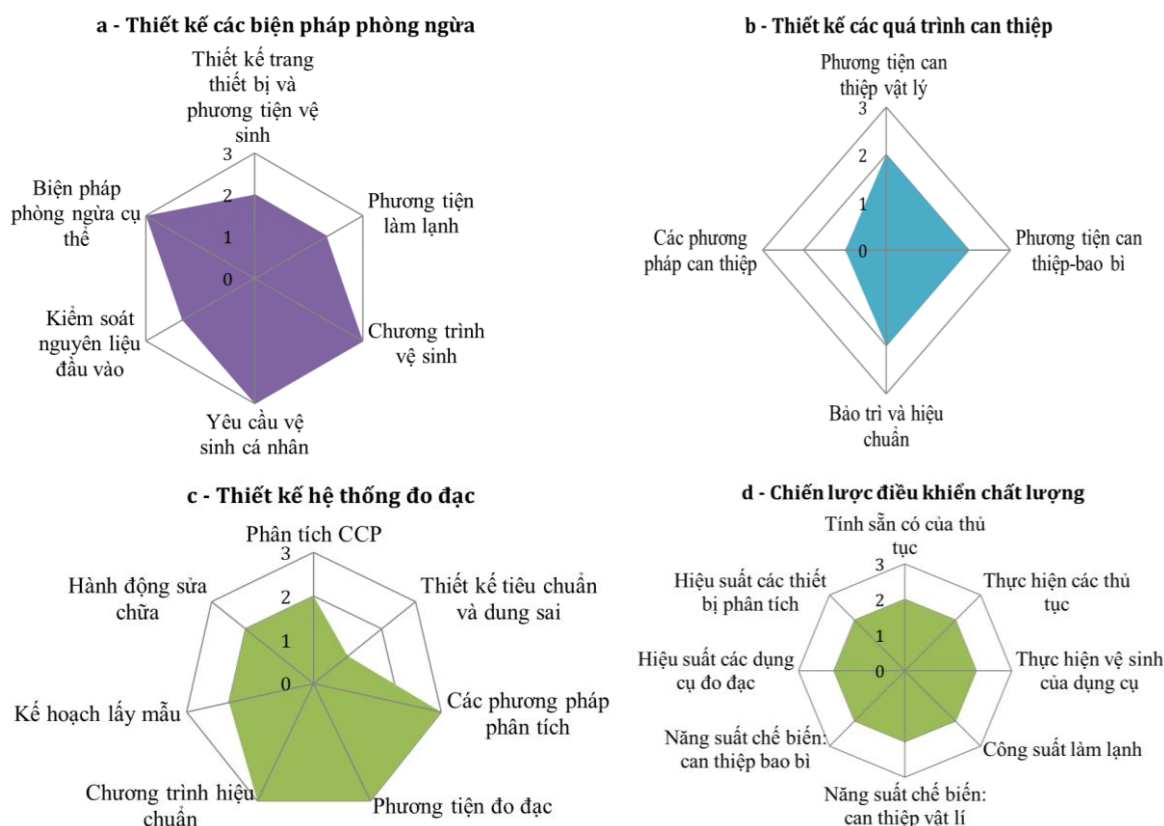 a - Thiết kế các biện pháp phòng ngừa
Thiết kế trang
thiết bị và
phương tiện vệ
sinh
3
2
1
0
Phương tiện
làm lạnh
Chương trình
vệ sinh
Yêu cầu vệ
sinh cá nhân
Kiểm soát
nguyên liệu
đầu vào
Biện pháp
phòng ngừa cụ
thể
b - Thiết kế các quá trình can thiệp
Phương tiện can
thiệp vật lý
3
2
1
0
Phương tiện can
thiệp-bao bì
Bảo trì và hiệu
chuẩn
Các phương
pháp can thiệp
c - Thiết kế hệ thống đo đạc
Phân tích CCP
3
2
1
0
Thiết kế tiêu chuẩn
và dung sai
Các phương pháp
phân tích
Phương tiện đo đạc
Chương trình hiệu
chuẩn
Kế hoạch lấy mẫu
Hành động sửa
chữa
d - Chiến lược điều khiển chất lượng
Tính sẵn có của thủ
tục
3
2
1
0
Thực hiện các thủ
tục
Thực hiện vệ sinh
của dụng cụ
Công suất làm lạnh
Năng suất chế biến:
can thiệp vật lí
Năng suất chế biến:
can thiệp bao bì
Hiệu suất các dụng
cụ đo đạc
Hiệu suất các thiết
bị phân tích